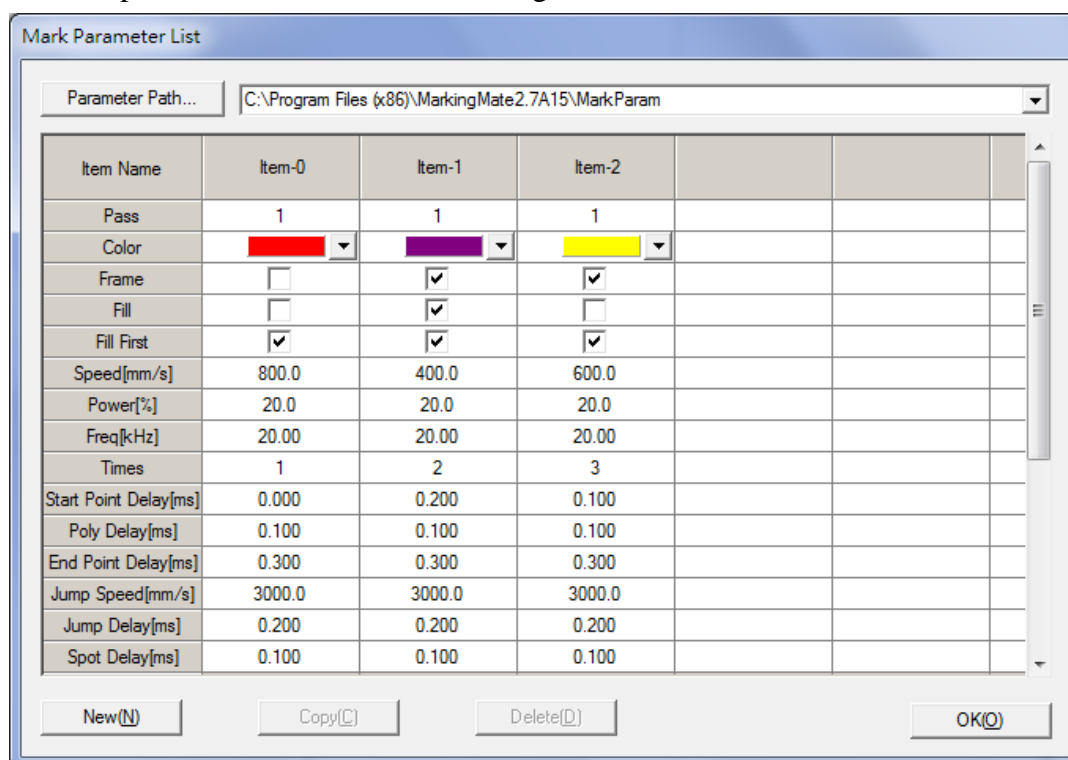 Mark Parameter List
Parameter Path... C:\Program Files (x86)\MarkingMate2.7A15\MarkParam
Item Name Item-0 Item-1 Item-2
Pass 1 1 1
Color
Frame
Fill
Fill First
Speed[mm/s] 800.0 400.0 600.0
Power[%] 20.0 20.0 20.0
Freq[kHz] 20.00 20.00 20.00
Times 1 2 3
Start Point Delay[ms] 0.000 0.200 0.100
Poly Delay[ms] 0.100 0.100 0.100
End Point Delay[ms] 0.300 0.300 0.300
Jump Speed[mm/s] 3000.0 3000.0 3000.0
Jump Delay[ms] 0.200 0.200 0.200
Spot Delay[ms] 0.100 0.100 0.100
New(N) Copy(C) Delete(D) OK(O)